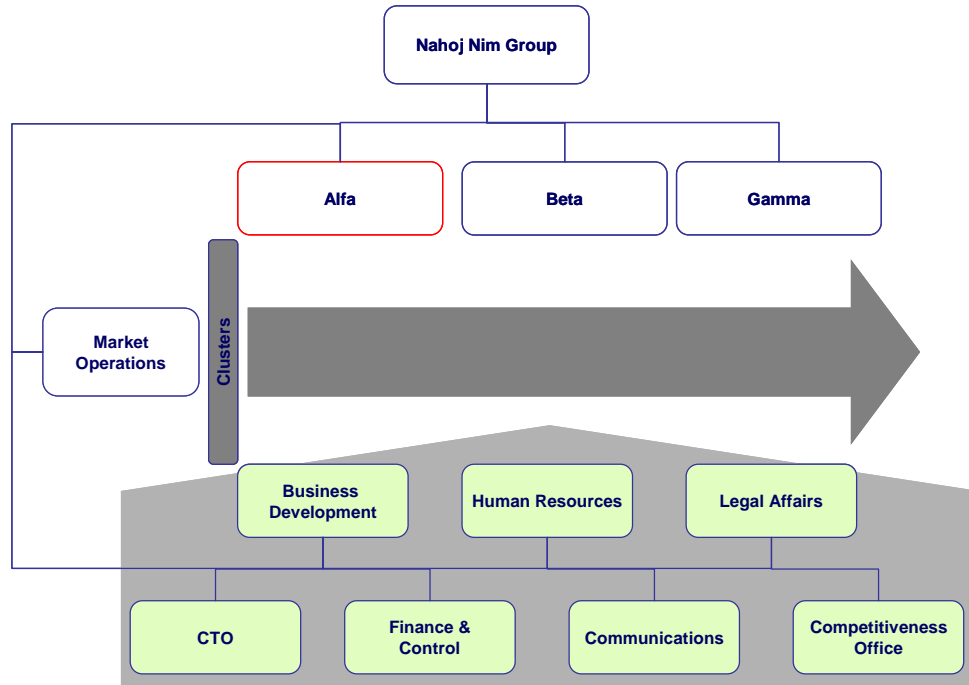 Nahoj Nim Group
Alfa
Beta
Gamma
Market
Operations
Clusters
Business
Development
Human Resources
Legal Affairs
CTO
Finance &
Control
Communications
Competitiveness
Office